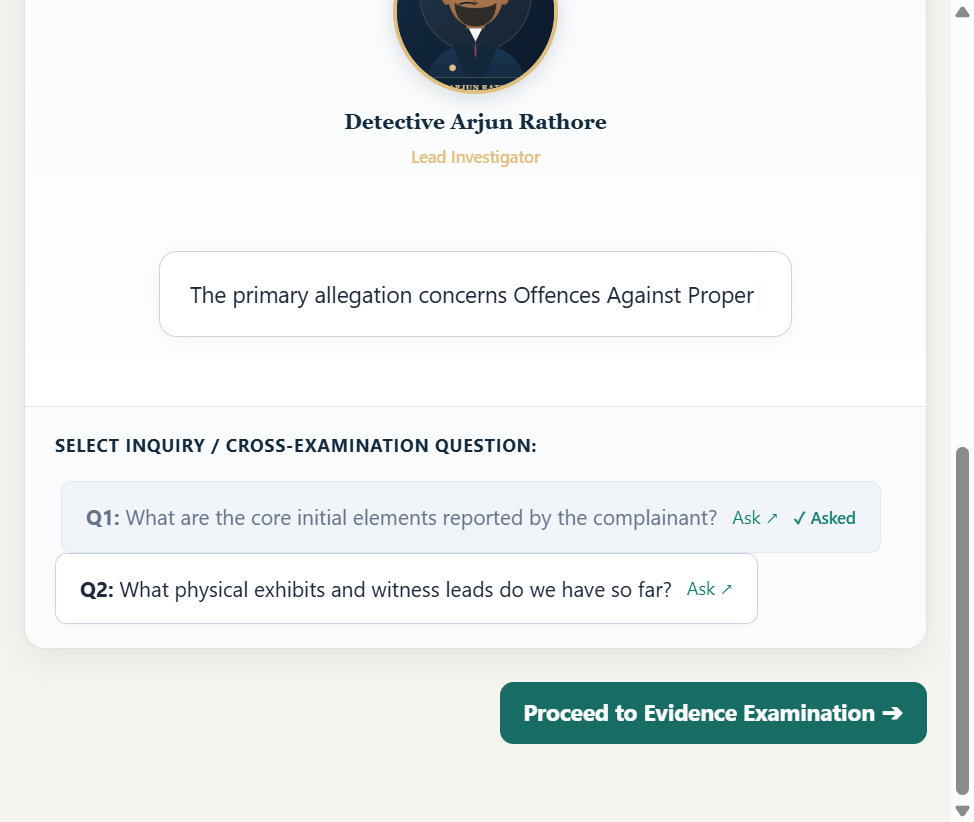 Detective Arjun Rathore
Lead Investigator
The primary allegation concerns Offences Against Proper
SELECT INQUIRY / CROSS-EXAMINATION QUESTION:
Q1: What are the core initial elements reported by the complainant? Ask ↗ ✓ Asked
Q2: What physical exhibits and witness leads do we have so far? Ask ↗
Proceed to Evidence Examination ➔